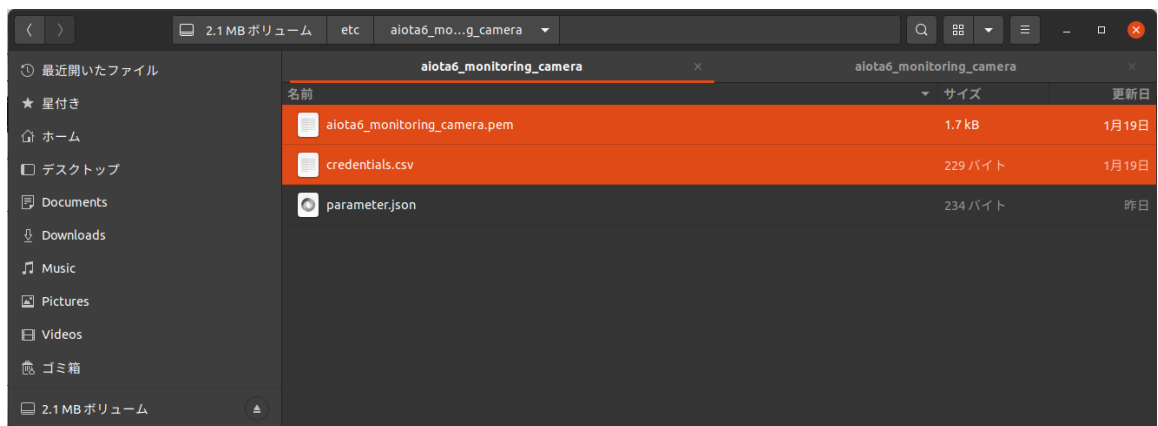 2.1 MB ボリューム etc aiota6_mo...g_camera
最近開いたファイル
星付き
ホーム
デスクトップ
Documents
Downloads
Music
Pictures
Videos
ゴミ箱
2.1 MB ボリューム
aiota6_monitoring_camera aiota6_monitoring_camera
名前 サイズ 更新日
aiota6_monitoring_camera.pem 1.7 kB 1月19日
credentials.csv 229 バイト 1月19日
parameter.json 234 バイト 昨日